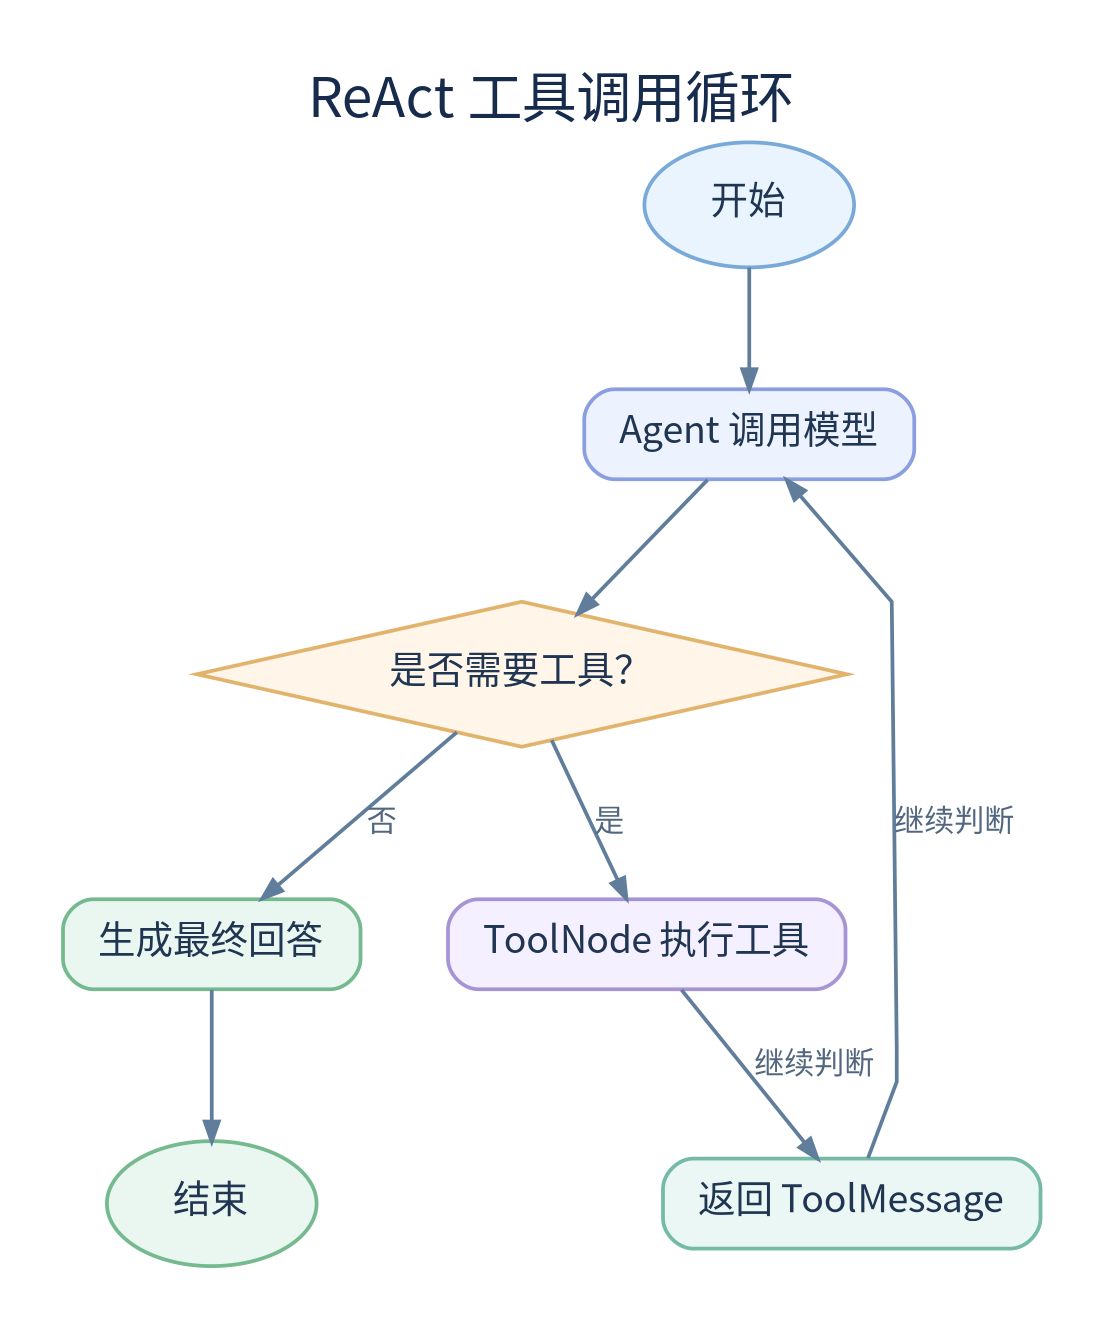 ReAct 工具调用循环
开始
Agent 调用模型
是否需要工具？
否
是
继续判断
生成最终回答
ToolNode 执行工具
继续判断
结束
返回 ToolMessage